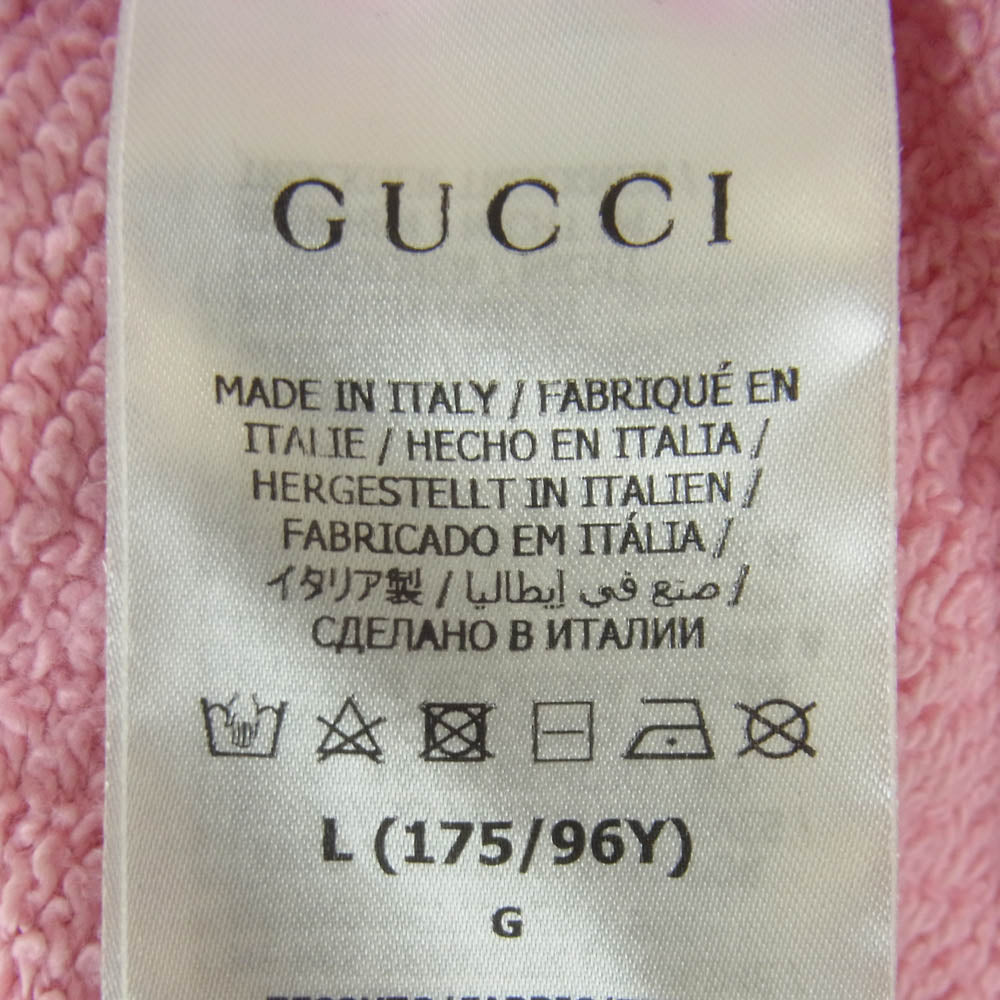 GUCCI
MADE IN ITALY / FABRIQUÉ EN
ITALIE / HECHO EN ITALIA /
HERGESTELLT IN ITALIEN /
FABRICADO EM ITÁLIA /
イタリア製 / صنع في إيطاليا /
СДЕЛАНО В ИТАЛИИ
L (175/96Y)
G